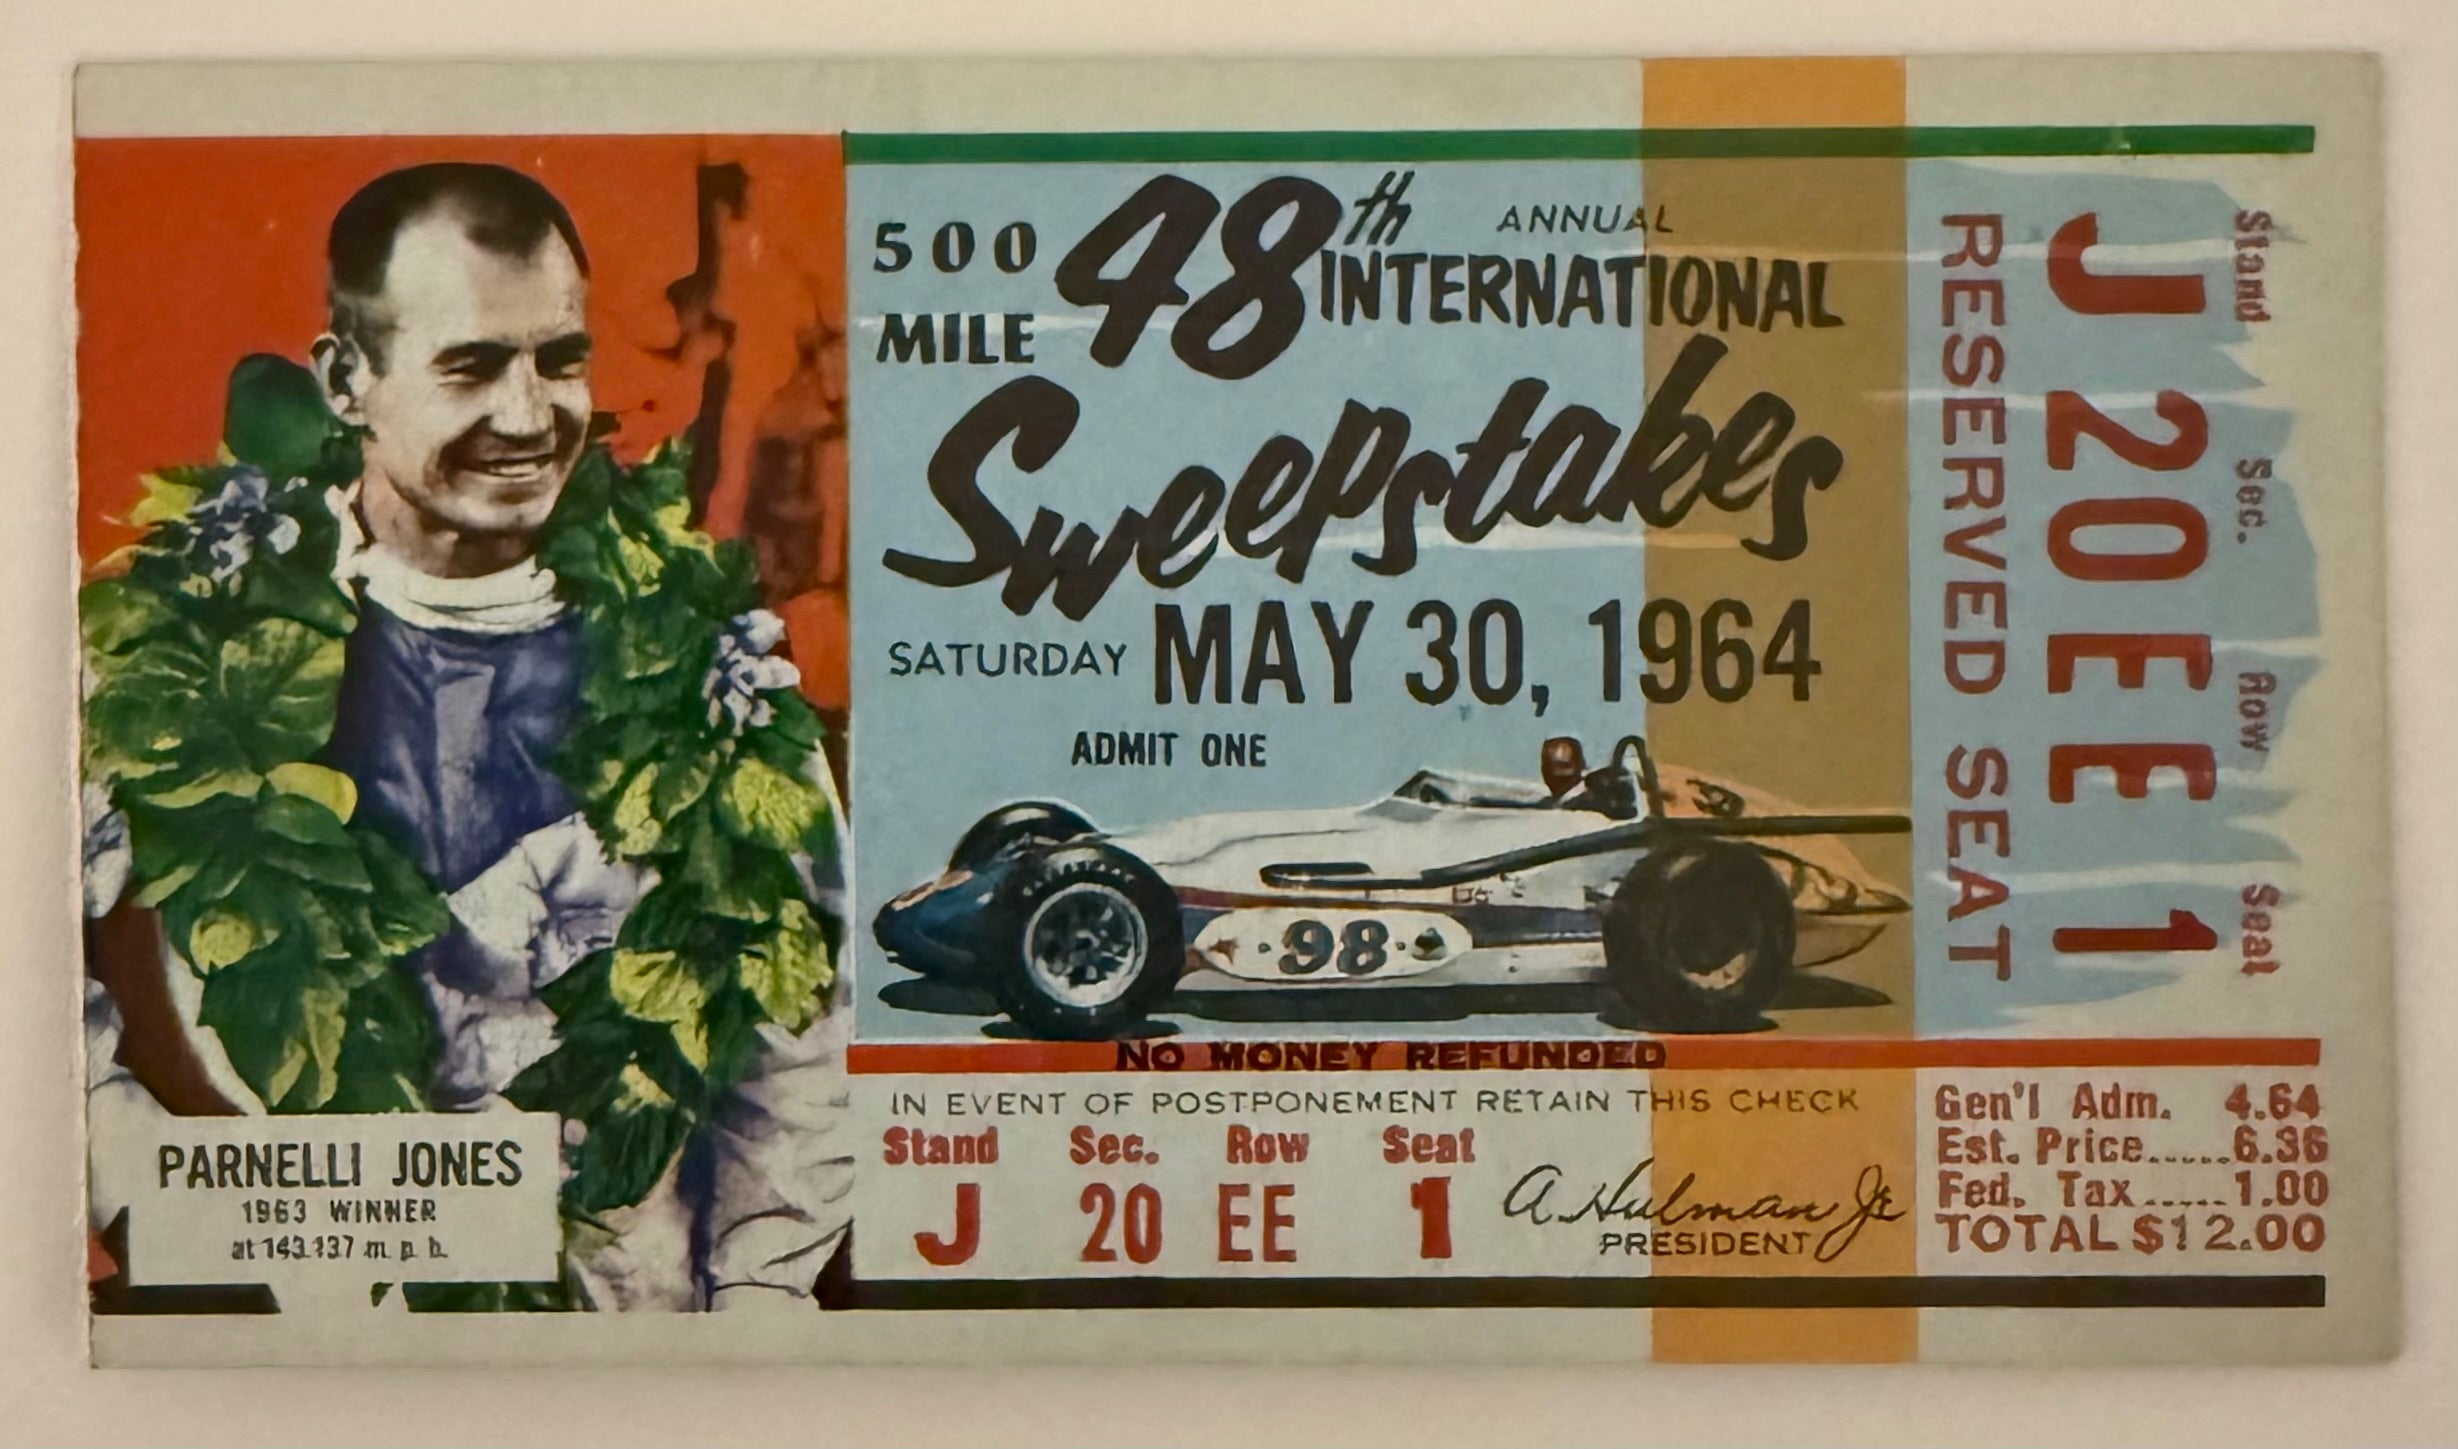 500
MILE
48th
ANNUAL
INTERNATIONAL
Sweepstakes
SATURDAY MAY 30, 1964
ADMIT ONE
98
NO MONEY REFUNDED
IN EVENT OF POSTPONEMENT RETAIN THIS CHECK
Stand Sec. Row Seat
J 20 EE 1
A. Hulman Jr
PRESIDENT
PARNELLI JONES
1963 WINNER
at 143.137 m.p.h.
RESERVED SEAT
J 20 EE 1
Stand Sec. Row Seat
Gen'l Adm. 4.64
Est. Price.....6.36
Fed. Tax.....1.00
TOTAL $12.00